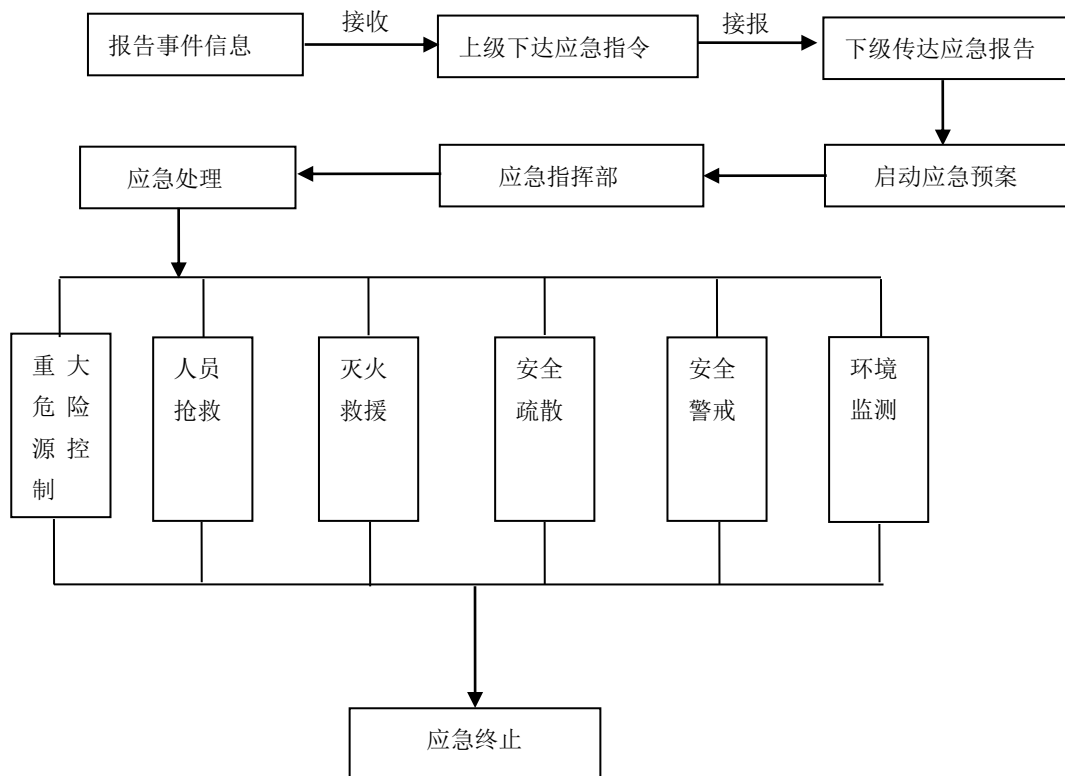 接收
接报
报告事件信息
上级下达应急指令
下级传达应急报告
应急处理
应急指挥部
启动应急预案
重大
危险
源控
制
人员
抢救
灭火
救援
安全
疏散
安全
警戒
环境
监测
应急终止